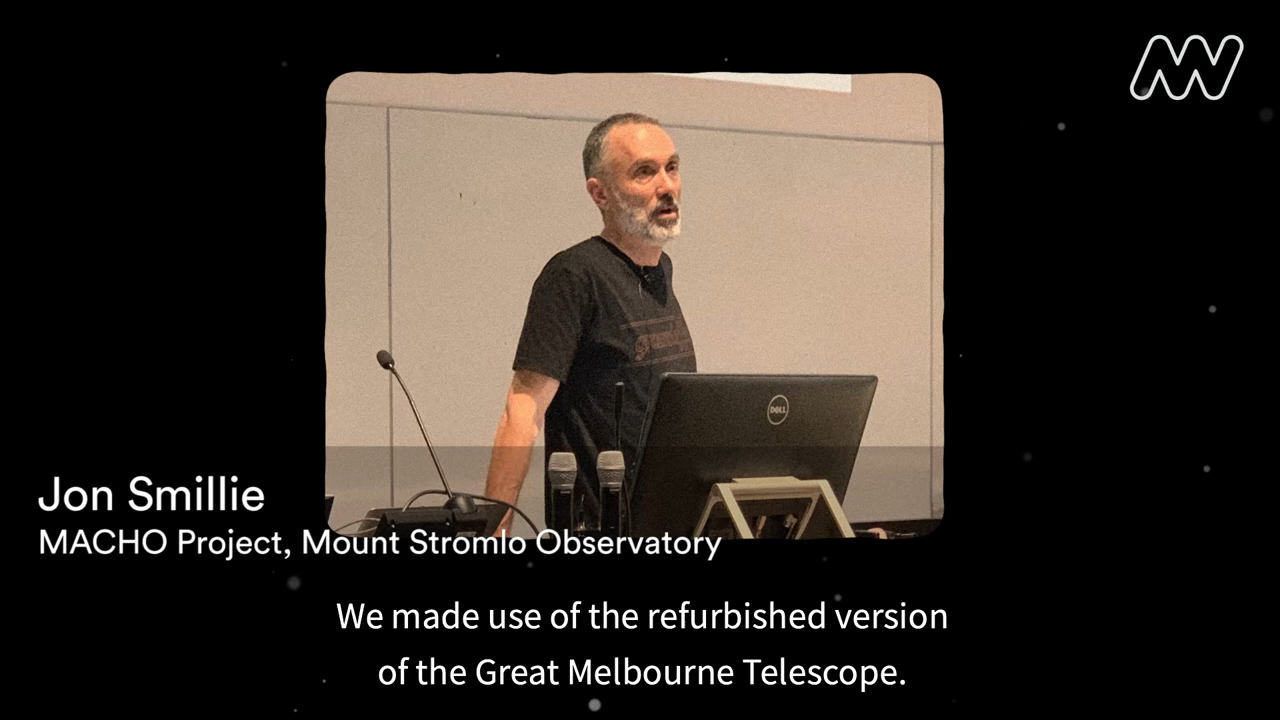 DELL
Jon Smillie
MACHO Project, Mount Stromlo Observatory
We made use of the refurbished version
of the Great Melbourne Telescope.